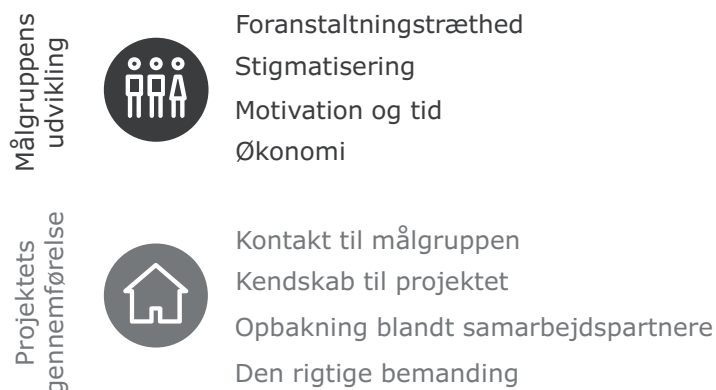 Målgruppens
udvikling
Foranstaltningstræthed
Stigmatisering
Motivation og tid
Økonomi
Projektets
gennemførelse
Kontakt til målgruppen
Kendskab til projektet
Opbakning blandt samarbejdspartnere
Den rigtige bemanding